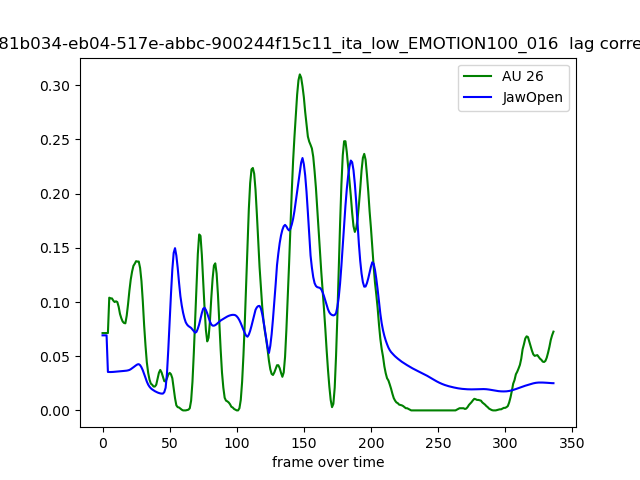 81b034-eb04-517e-abbc-900244f15c11_ita_low_EMOTION100_016 lag corre
AU 26
JawOpen
0.30
0.25
0.20
0.15
0.10
0.05
0.00
0 50 100 150 200 250 300 350
frame over time